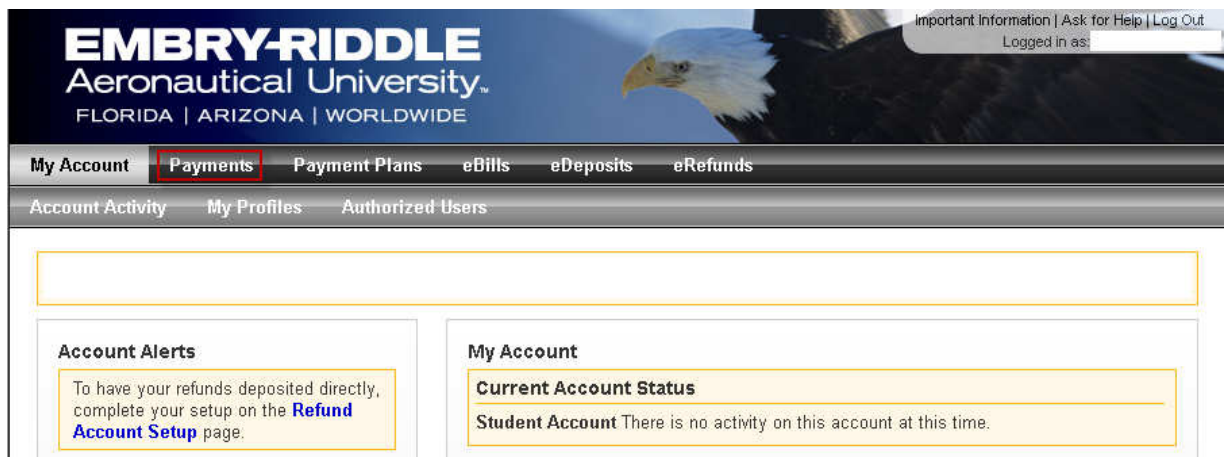 Important Information | Ask for Help | Log Out
Logged in as:
EMBRY-RIDDLE
Aeronautical University™
FLORIDA | ARIZONA | WORLDWIDE
My Account Payments Payment Plans eBills eDeposits eRefunds
Account Activity My Profiles Authorized Users
Account Alerts
To have your refunds deposited directly,
complete your setup on the Refund
Account Setup page.
My Account
Current Account Status
Student Account There is no activity on this account at this time.